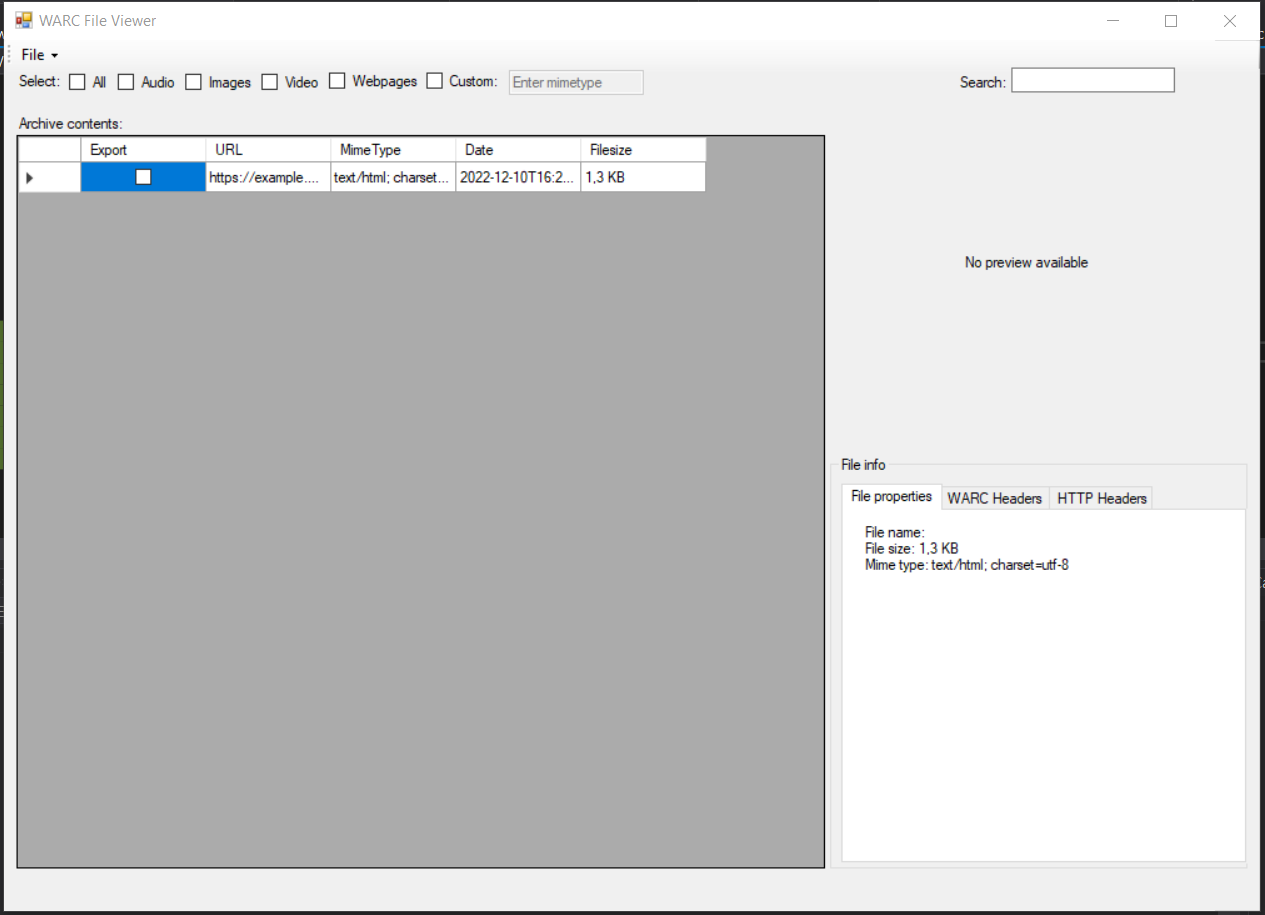 WARC File Viewer
File
Select: All Audio Images Video Webpages Custom: Enter mimetype Search:
Archive contents:
Export URL MimeType Date Filesize
https://example.... text/html; charset... 2022-12-10T16:2... 1,3 KB
No preview available
File info
File properties WARC Headers HTTP Headers
File name:
File size: 1,3 KB
Mime type: text/html; charset=utf-8